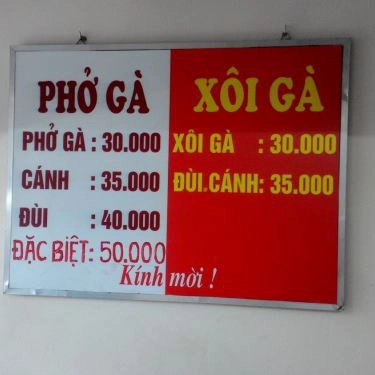 PHỞ GÀ
PHỞ GÀ : 30.000
CÁNH : 35.000
ĐÙI : 40.000
ĐẶC BIỆT: 50.000
XÔI GÀ
XÔI GÀ : 30.000
ĐÙI.CÁNH: 35.000
Kính mời !